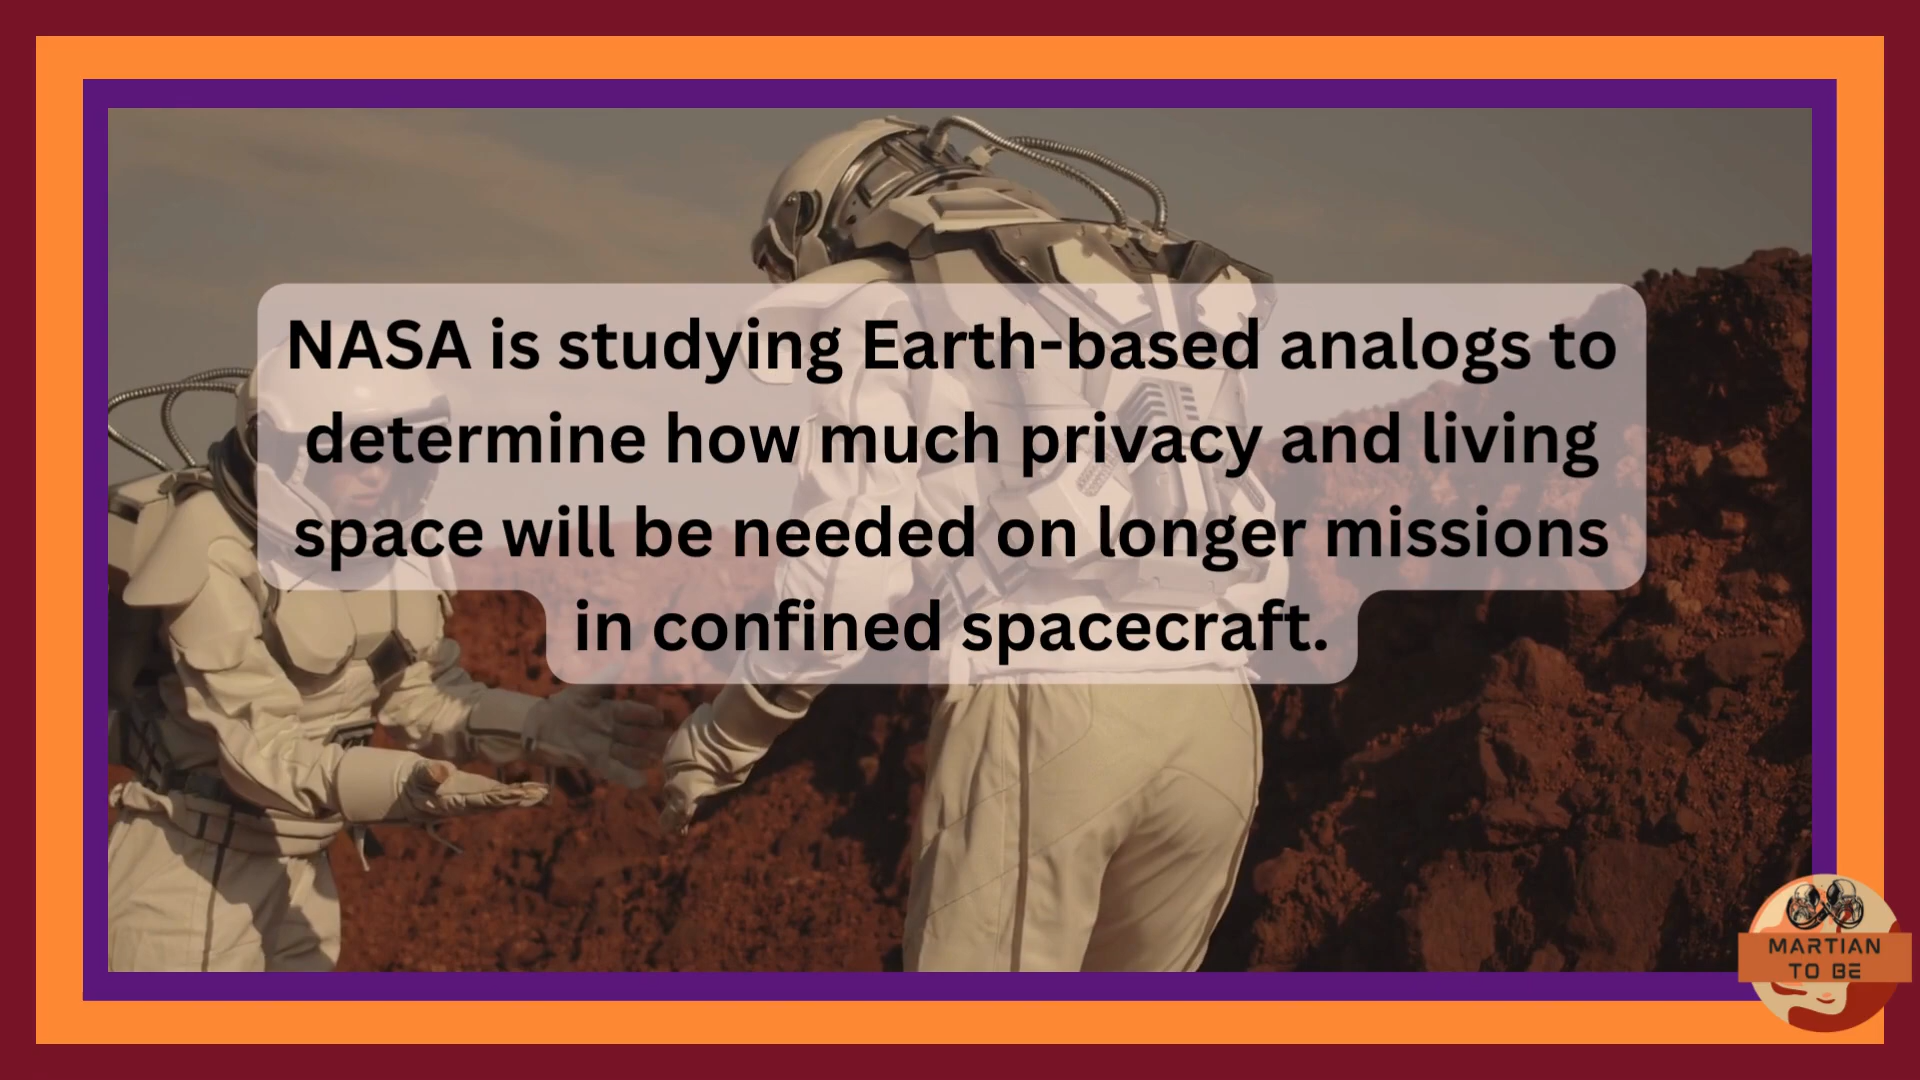 NASA is studying Earth-based analogs to
determine how much privacy and living
space will be needed on longer missions
in confined spacecraft.
MARTIAN
TO BE